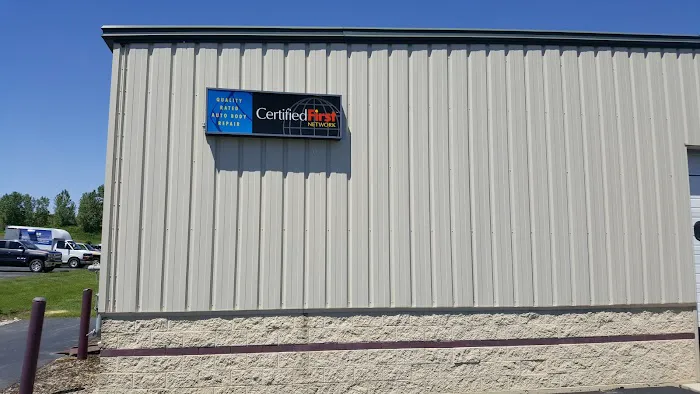 QUALITY
RATED
AUTO BODY
REPAIR
CertifiedFirst
NETWORK